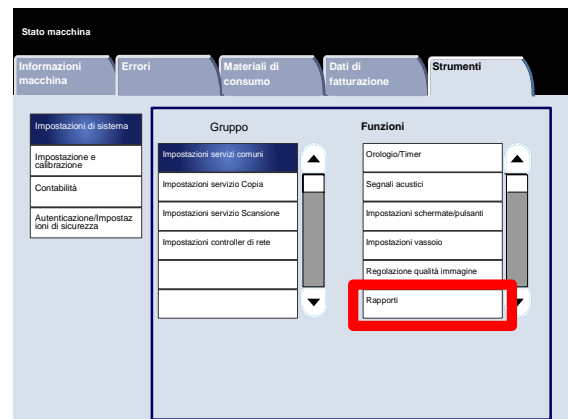 Stato macchina
Informazioni
macchina
Errori
Materiali di
consumo
Dati di
fatturazione
Strumenti
Impostazioni di sistema
Impostazione e
calibrazione
Contabilità
Autenticazione/Impostaz
ioni di sicurezza
Gruppo
Impostazioni servizi comuni
Impostazioni servizio Copia
Impostazioni servizio Scansione
Impostazioni controller di rete
Funzioni
Orologio/Timer
Segnali acustici
Impostazioni schermate/pulsanti
Impostazioni vassoio
Regolazione qualità immagine
Rapporti